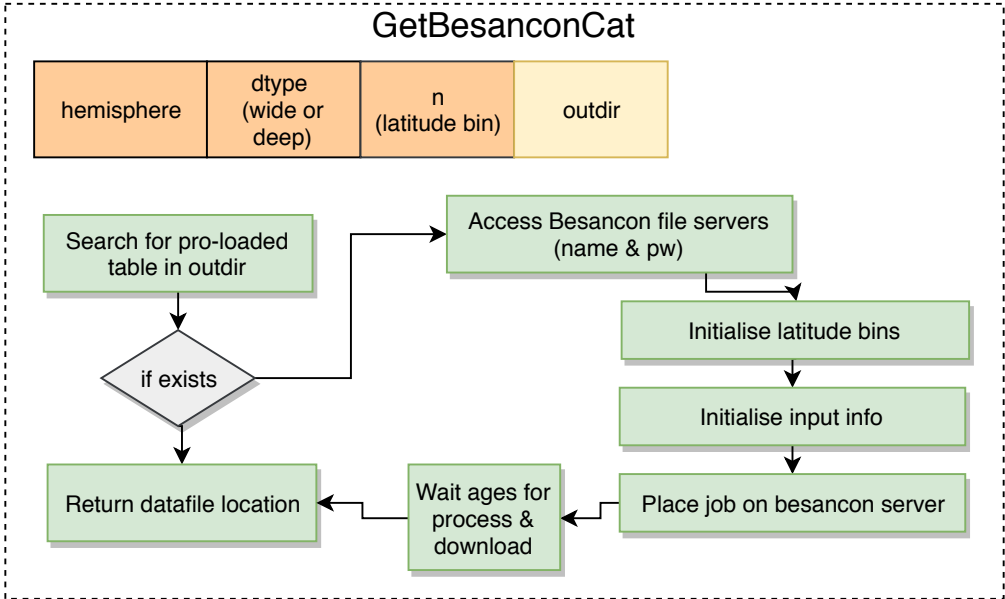 GetBesanconCat
hemisphere
dtype
(wide or
deep)
n
(latitude bin)
outdir
Search for pro-loaded
table in outdir
if exists
Return datafile location
Access Besancon file servers
(name & pw)
Initialise latitude bins
Initialise input info
Place job on besancon server
Wait ages for
process &
download